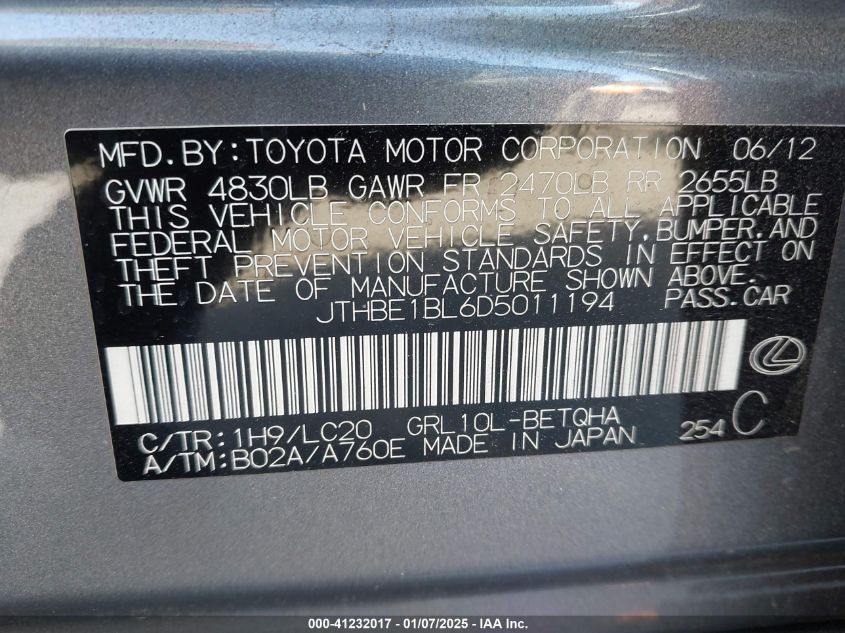 MFD.BY:TOYOTA MOTOR CORPORATION 06/12
GVWR 4830LB GAWR FR 2470LB RR 2655LB
THIS VEHICLE CONFORMS TO ALL APPLICABLE
FEDERAL MOTOR VEHICLE SAFETY,BUMPER,AND
THEFT PREVENTION STANDARDS IN EFFECT ON
THE DATE OF MANUFACTURE SHOWN ABOVE.
JTHBE1BL6D5011194 PASS.CAR
C/TR:1H9/LC20 GRL10L-BETQHA
A/TM:B02A/A760E MADE IN JAPAN 254 C
000-41232017 - 01/07/2025 - IAA Inc.